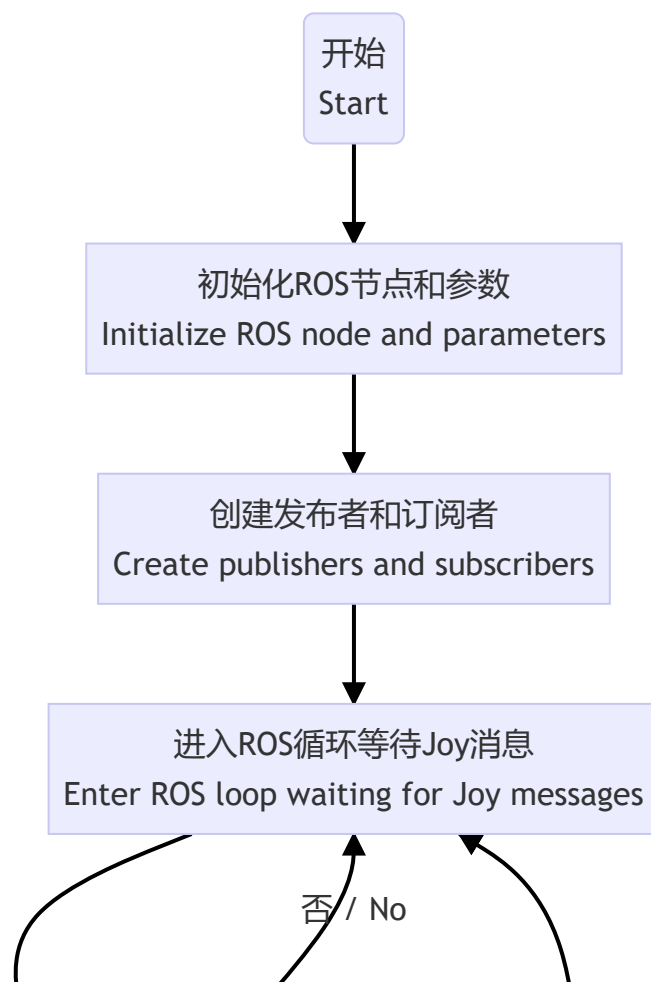 开始
Start
初始化ROS节点和参数
Initialize ROS node and parameters
创建发布者和订阅者
Create publishers and subscribers
进入ROS循环等待Joy消息
Enter ROS loop waiting for Joy messages
否 / No